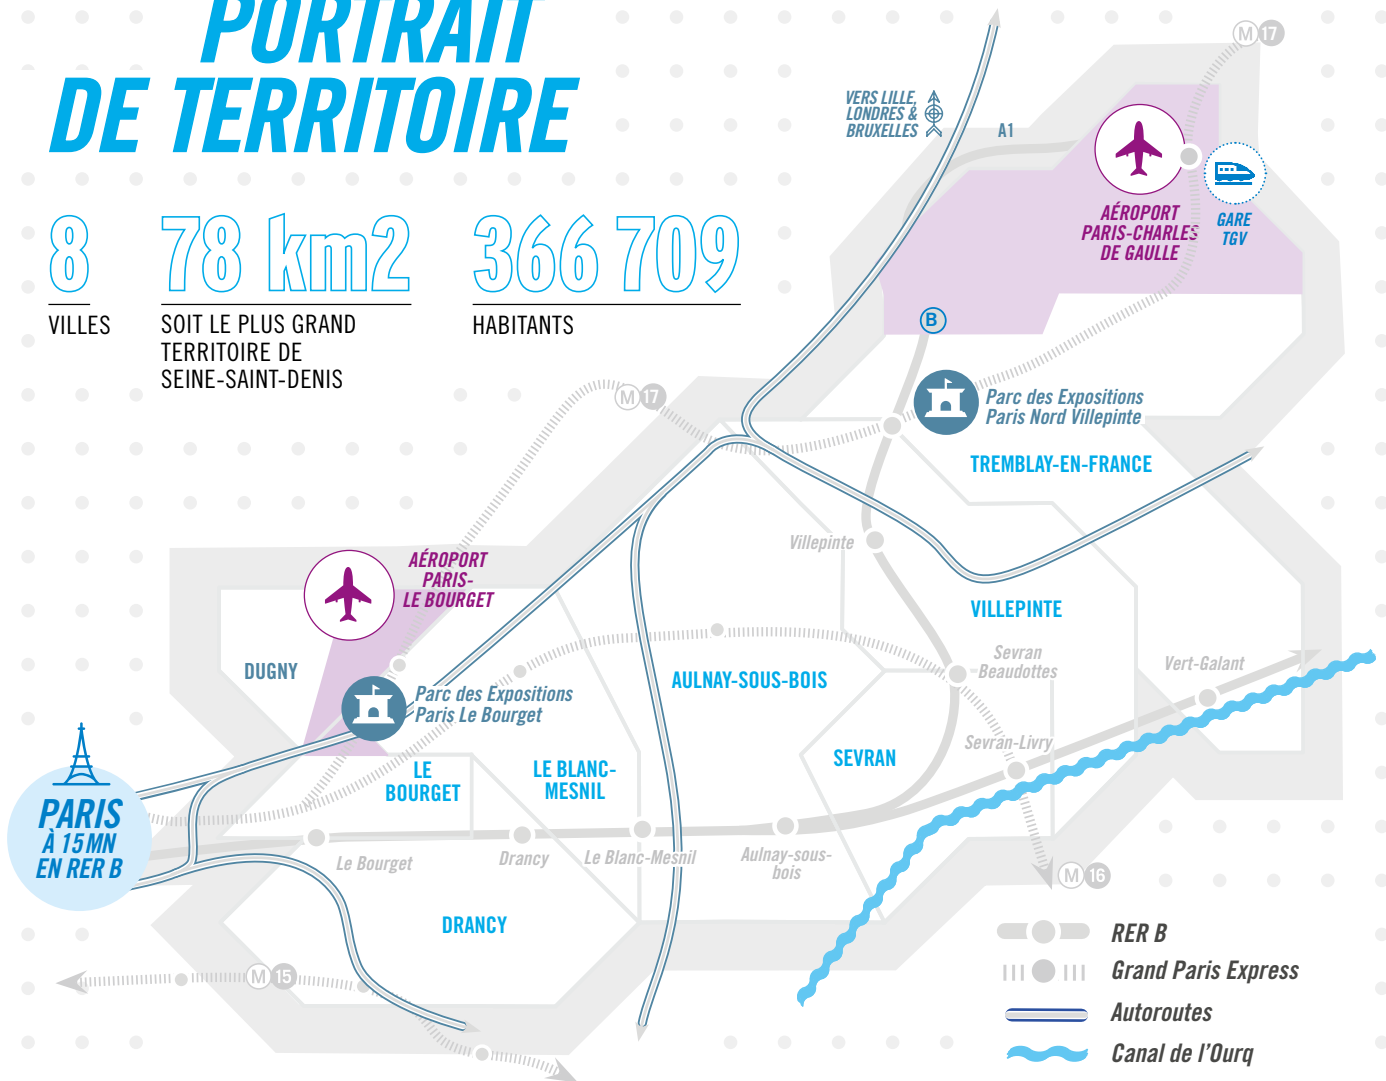 PORTRAIT
DE TERRITOIRE
8
VILLES
78 km2
SOIT LE PLUS GRAND
TERRITOIRE DE
SEINE-SAINT-DENIS
366 709
HABITANTS
VERS LILLE,
LONDRES &
BRUXELLES
A1
M 17
AÉROPORT
PARIS-CHARLES
DE GAULLE
GARE
TGV
B
M 17
Parc des Expositions
Paris Nord Villepinte
TREMBLAY-EN-FRANCE
Villepinte
AÉROPORT
PARIS-
LE BOURGET
VILLEPINTE
DUGNY
Sevran
Beaudottes
Vert-Galant
AULNAY-SOUS-BOIS
Parc des Expositions
Paris Le Bourget
Sevran-Livry
SEVRAN
LE
BOURGET
LE BLANC-
MESNIL
PARIS
À 15 MN
EN RER B
Le Bourget
Drancy
Le Blanc-Mesnil
Aulnay-sous-
bois
M 16
DRANCY
M 15
RER B
Grand Paris Express
Autoroutes
Canal de l'Ourq